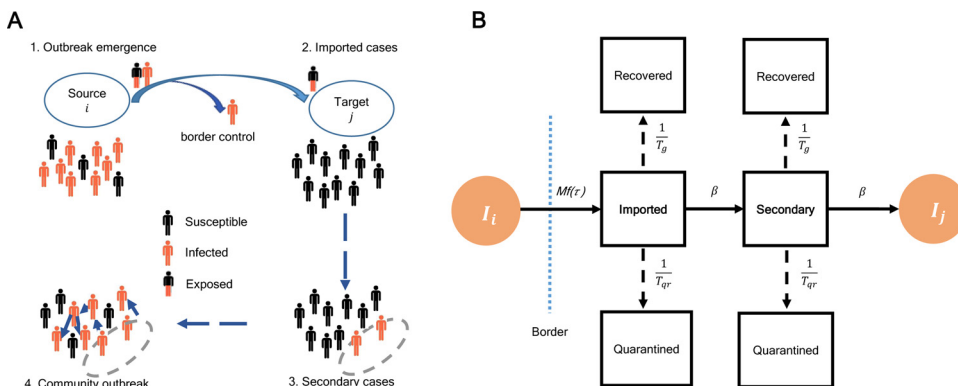 A
1. Outbreak emergence
2. Imported cases
Source
i
Target
j
border control
Susceptible
Infected
Exposed
4. Community outbreak
3. Secondary cases
B
Recovered
Recovered
1/T_g
1/T_g
I_i
Mf(τ)
Imported
β
Secondary
β
I_j
1/T_qr
1/T_qr
Border
Quarantined
Quarantined